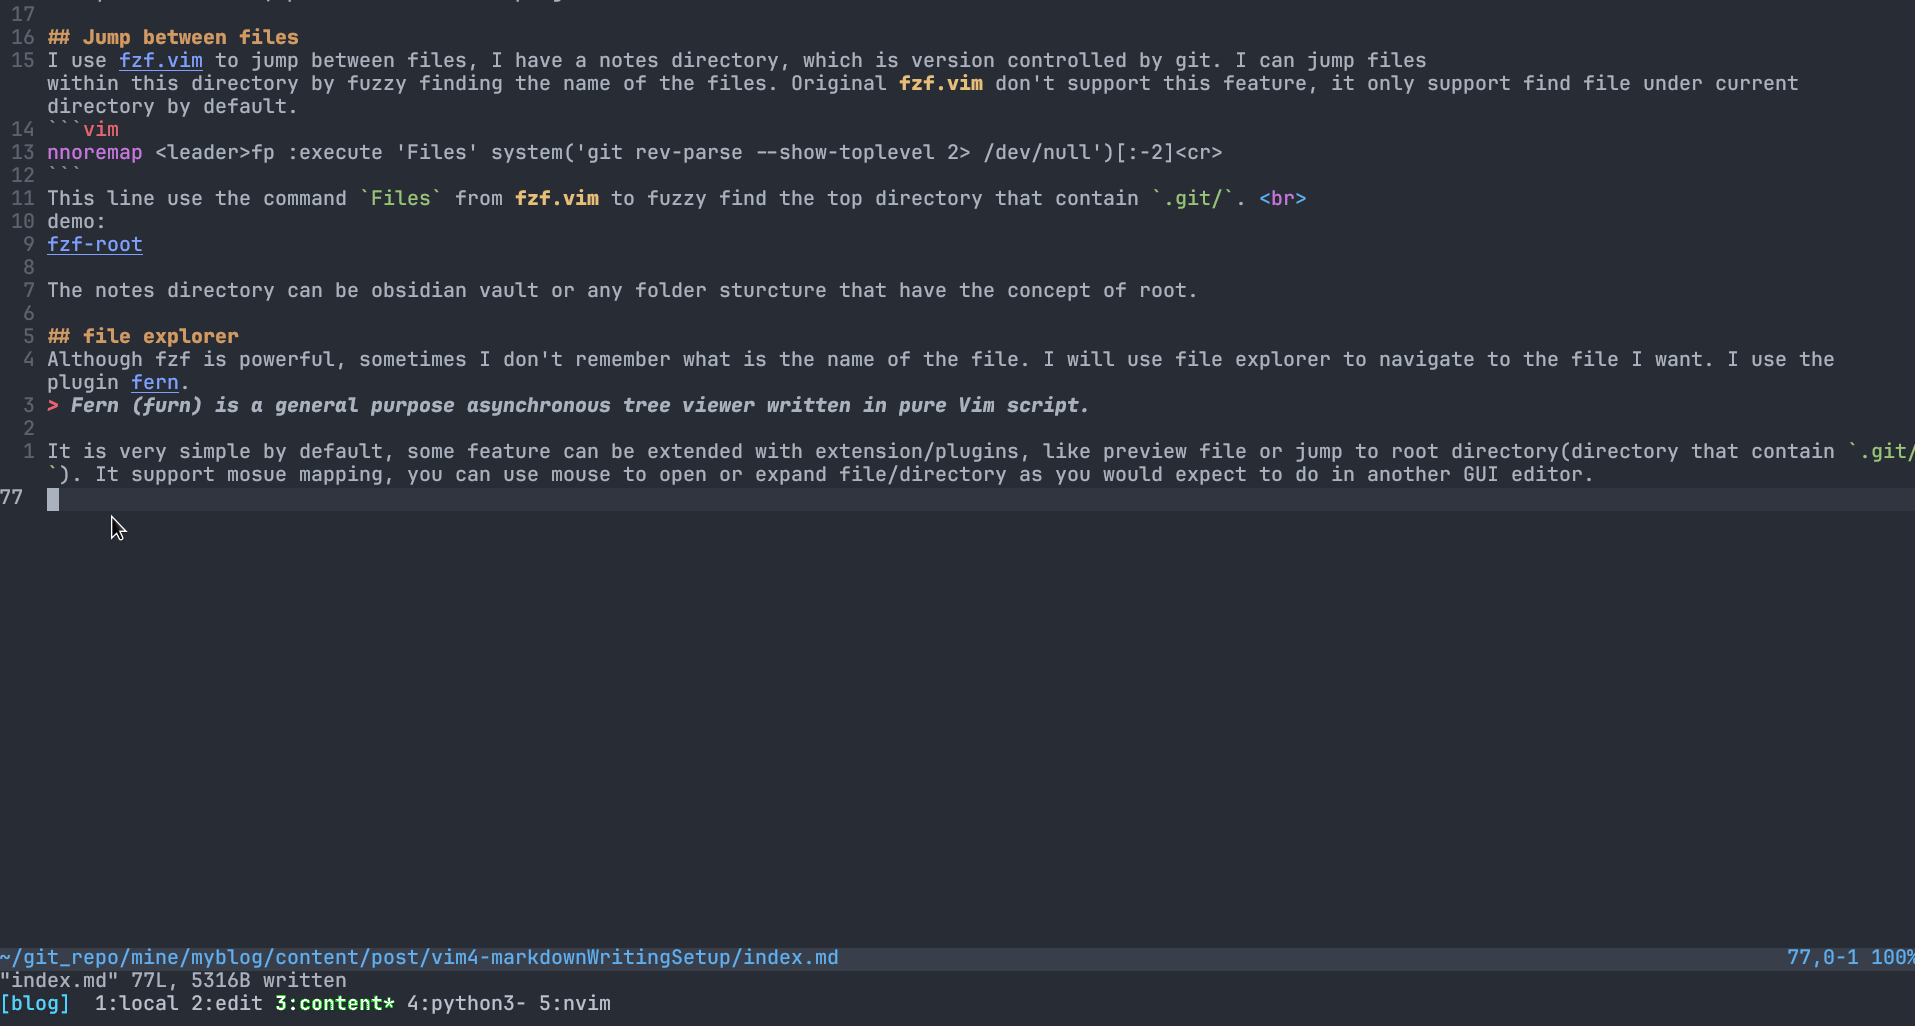 17
16 ## Jump between files
15 I use fzf.vim to jump between files, I have a notes directory, which is version controlled by git. I can jump files
within this directory by fuzzy finding the name of the files. Original fzf.vim don't support this feature, it only support find file under current
directory by default.
14 ```vim
13 nnoremap <leader>fp :execute 'Files' system('git rev-parse --show-toplevel 2> /dev/null')[:-2]<cr>
12 ```
11 This line use the command `Files` from fzf.vim to fuzzy find the top directory that contain `.git/`. <br>
10 demo:
9 fzf-root
8
7 The notes directory can be obsidian vault or any folder sturcture that have the concept of root.
6
5 ## file explorer
4 Although fzf is powerful, sometimes I don't remember what is the name of the file. I will use file explorer to navigate to the file I want. I use the
plugin fern.
3 > Fern (furn) is a general purpose asynchronous tree viewer written in pure Vim script.
2
1 It is very simple by default, some feature can be extended with extension/plugins, like preview file or jump to root directory(directory that contain `.git/
`). It support mosue mapping, you can use mouse to open or expand file/directory as you would expect to do in another GUI editor.
77
~/git_repo/mine/myblog/content/post/vim4-markdownWritingSetup/index.md 77,0-1 100%
"index.md" 77L, 5316B written
[blog] 1:local 2:edit 3:content* 4:python3- 5:nvim